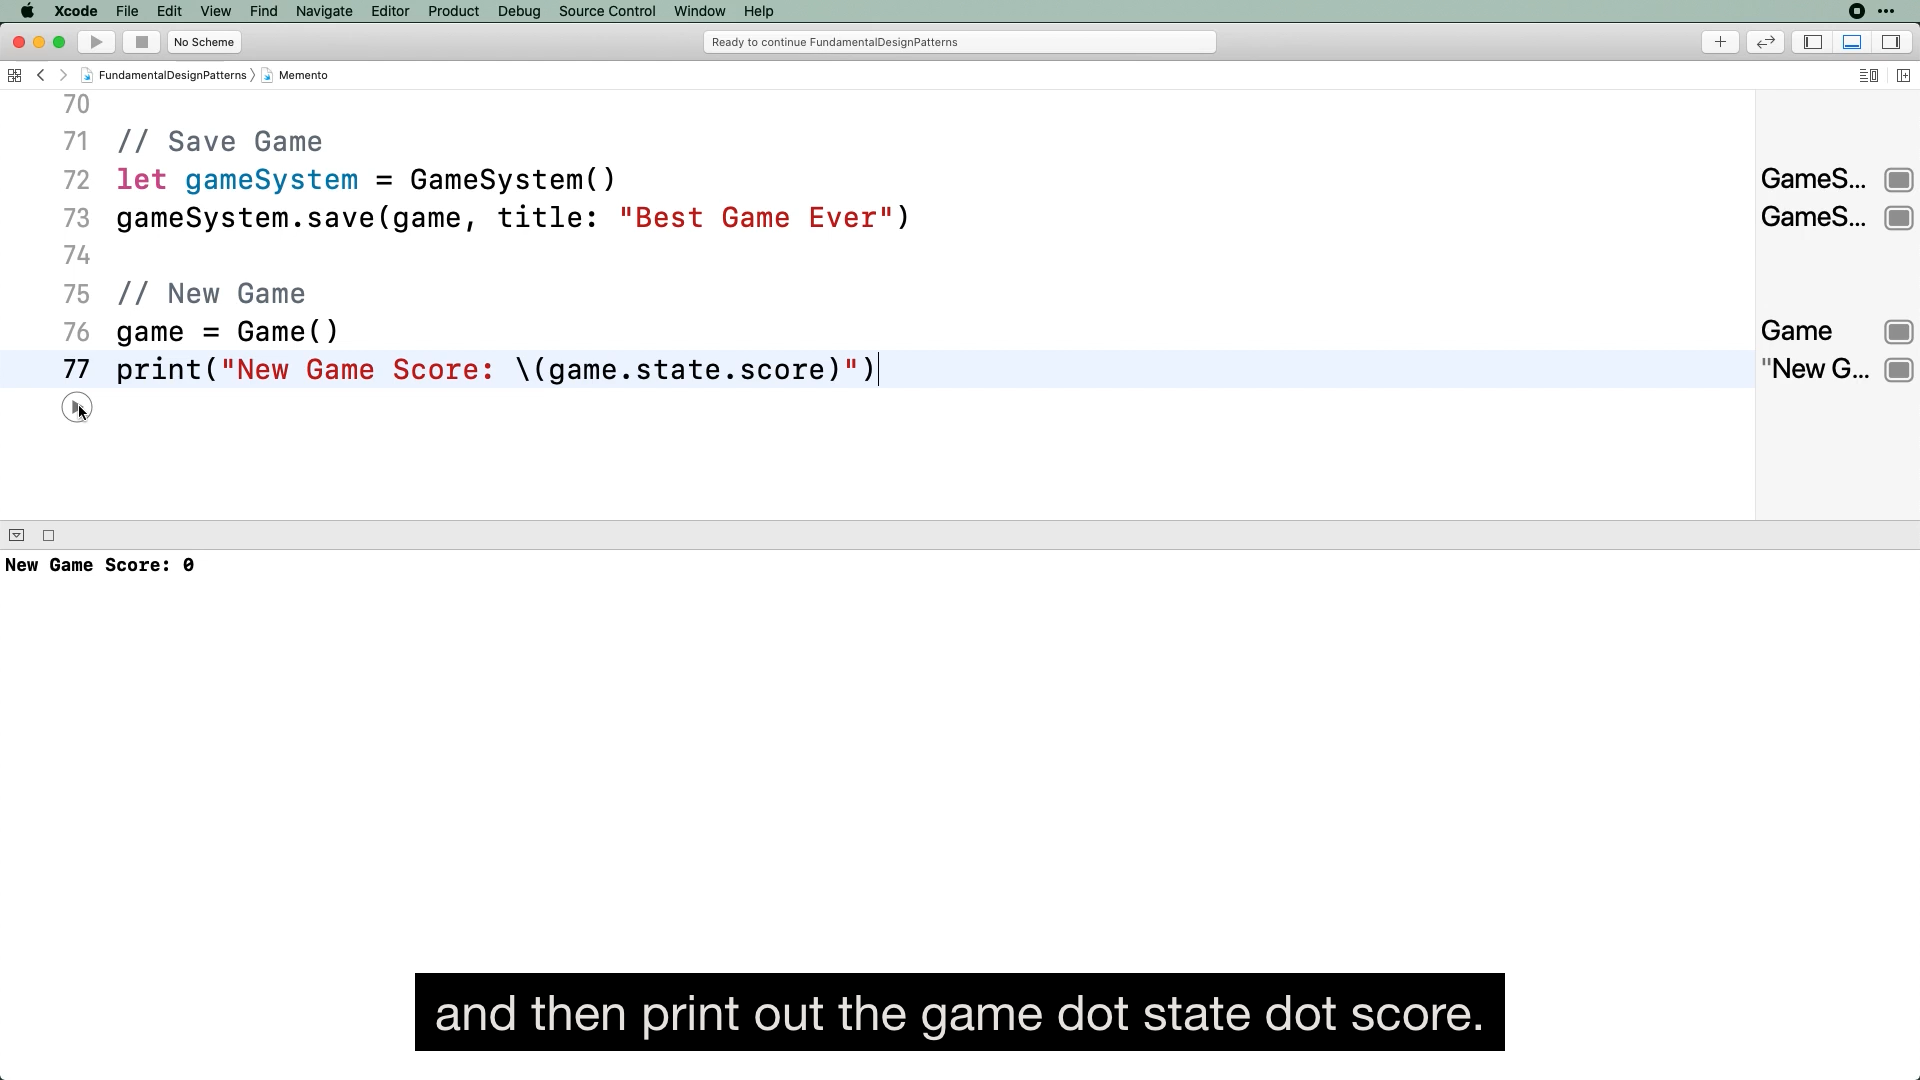 Xcode File Edit View Find Navigate Editor Product Debug Source Control Window Help
No Scheme
Ready to continue FundamentalDesignPatterns
FundamentalDesignPatterns Memento
70
71 // Save Game
72 let gameSystem = GameSystem() GameS...
73 gameSystem.save(game, title: "Best Game Ever") GameS...
74
75 // New Game
76 game = Game() Game
77 print("New Game Score: \(game.state.score)") "New G...
New Game Score: 0
and then print out the game dot state dot score.